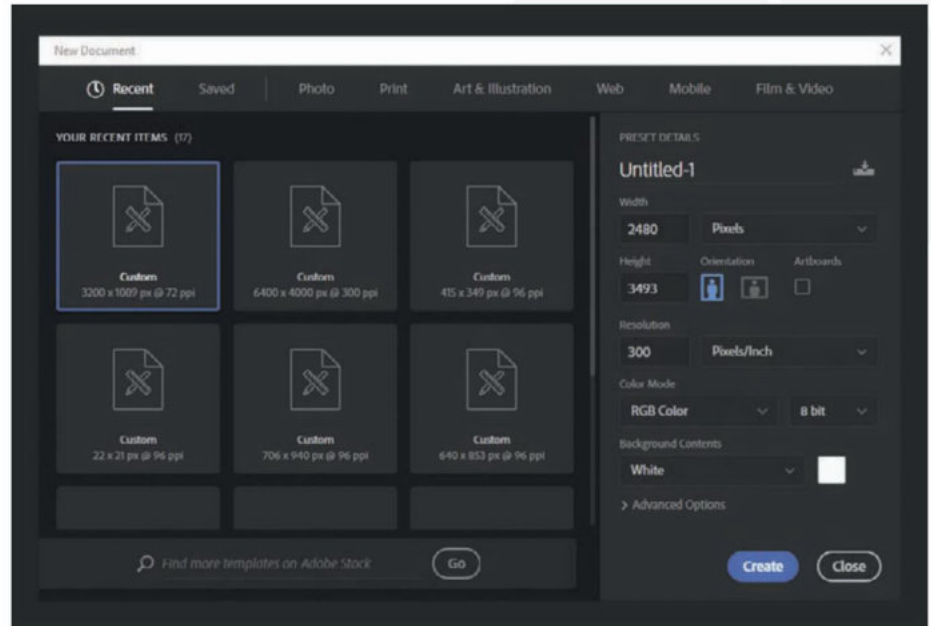 New Document
Recent Saved Photo Print Art & Illustration Web Mobile Film & Video
YOUR RECENT ITEMS (17)
Custom
3200 x 1089 px @ 72 ppi
Custom
6400 x 4000 px @ 300 ppi
Custom
415 x 349 px @ 96 ppi
Custom
22 x 21 px @ 96 ppi
Custom
706 x 940 px @ 96 ppi
Custom
640 x 853 px @ 96 ppi
Find more templates on Adobe Stock
Go
PRESET DETAILS
Untitled-1
Width
2480 Pixels
Height Orientation Artboards
3493
Resolution
300 Pixels/Inch
Color Mode
RGB Color 8 bit
Background Contents
White
> Advanced Options
Create Close